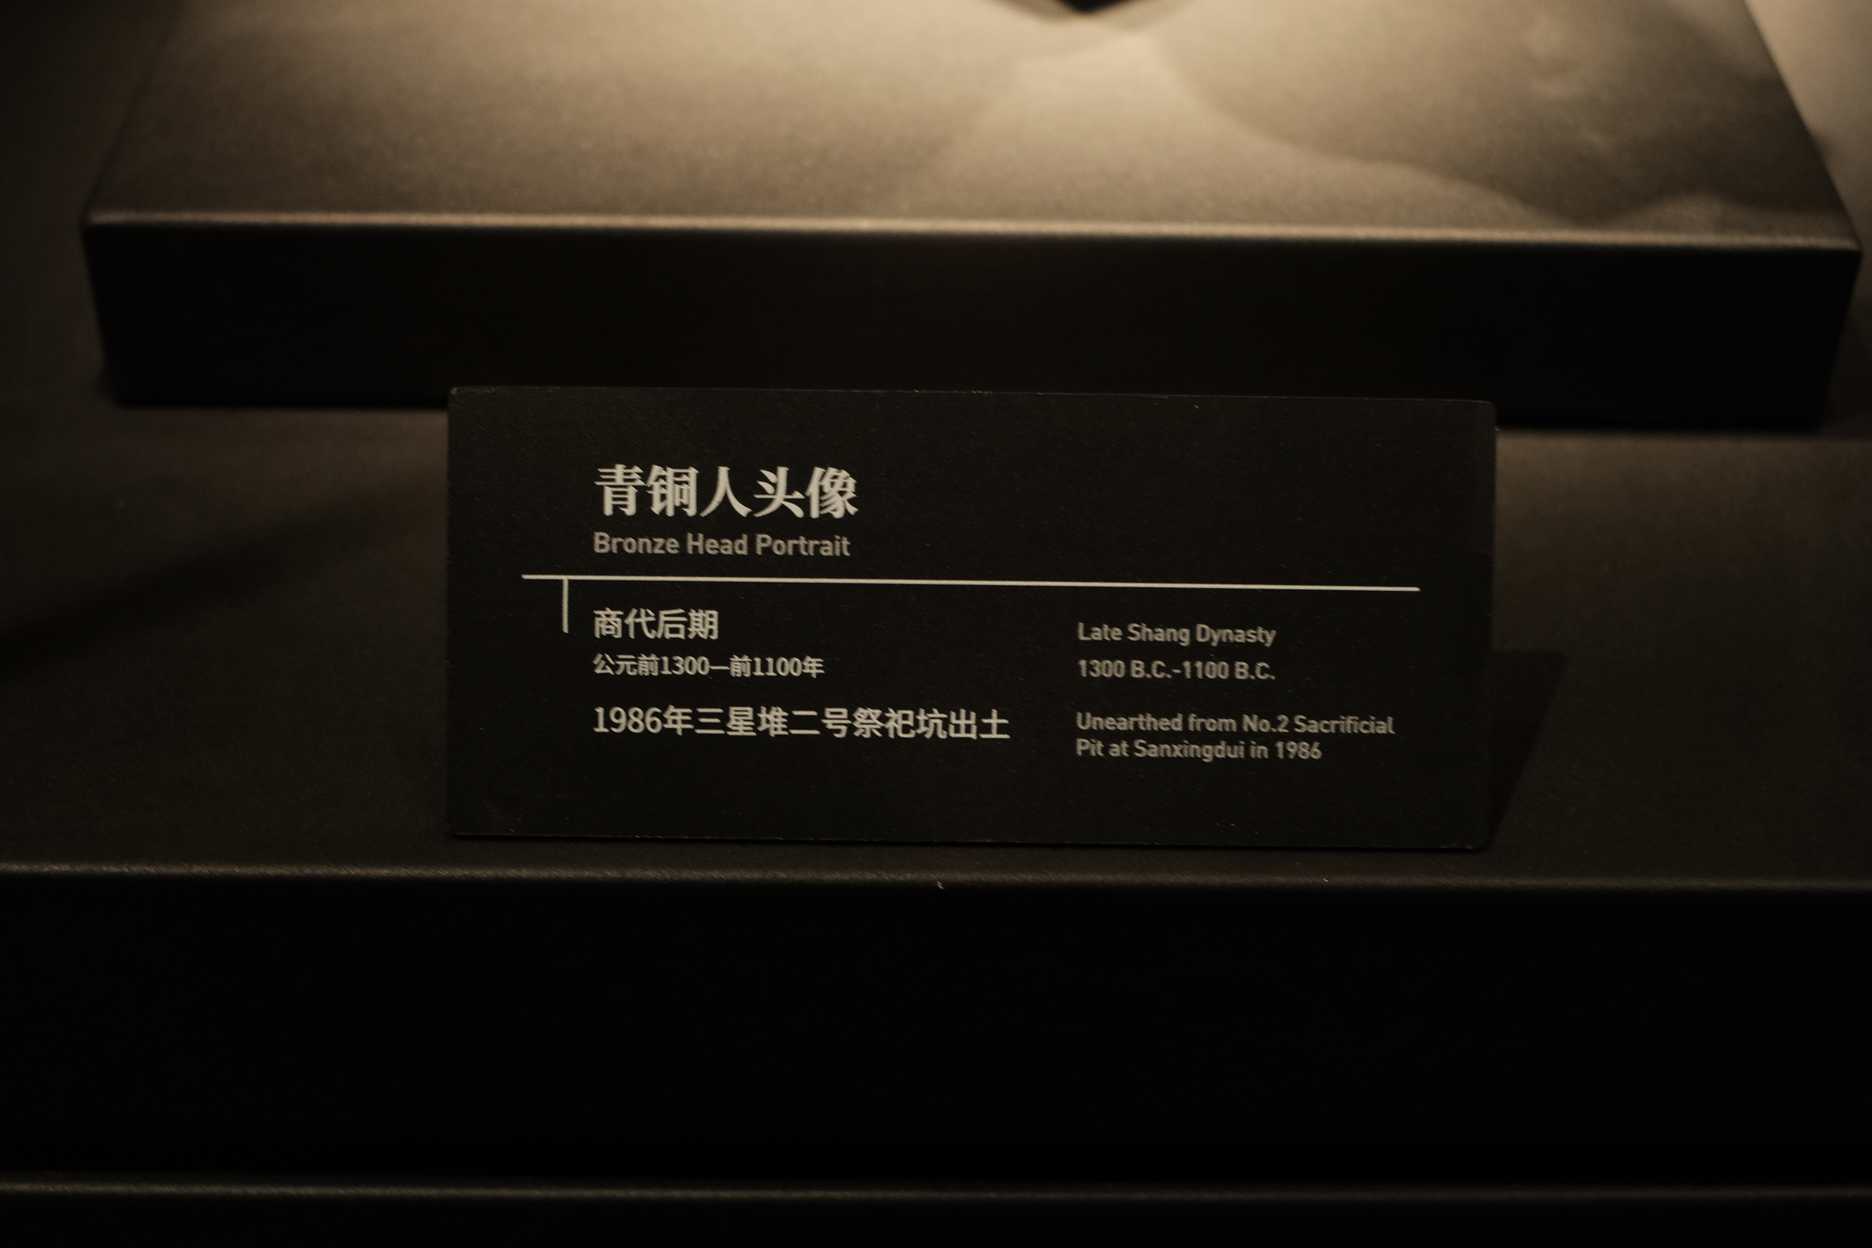 青铜人头像
Bronze Head Portrait
商代后期
公元前1300—前1100年
1986年三星堆二号祭祀坑出土
Late Shang Dynasty
1300 B.C.-1100 B.C.
Unearthed from No.2 Sacrificial
Pit at Sanxingdui in 1986